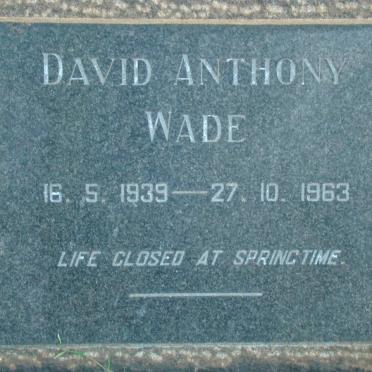 DAVID ANTHONY
WADE
16. 5. 1939 — 27. 10. 1963
LIFE CLOSED AT SPRINGTIME.